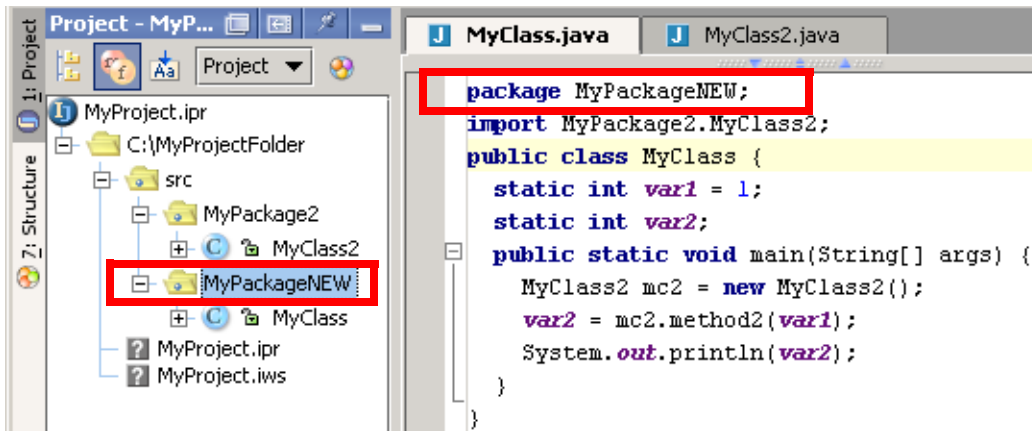 1: Project
7: Structure
Project - MyP...
Project
MyProject.ipr
C:\MyProjectFolder
src
MyPackage2
MyClass2
MyPackageNEW
MyClass
MyProject.ipr
MyProject.iws
MyClass.java
MyClass2.java
package MyPackageNEW;
import MyPackage2.MyClass2;
public class MyClass {
static int var1 = 1;
static int var2;
public static void main(String[] args) {
MyClass2 mc2 = new MyClass2();
var2 = mc2.method2(var1);
System.out.println(var2);
}
}